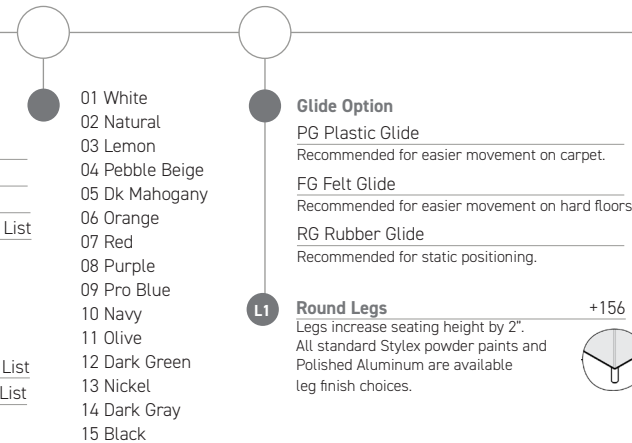 List
List
List
01 White
02 Natural
03 Lemon
04 Pebble Beige
05 Dk Mahogany
06 Orange
07 Red
08 Purple
09 Pro Blue
10 Navy
11 Olive
12 Dark Green
13 Nickel
14 Dark Gray
15 Black
Glide Option
PG Plastic Glide
Recommended for easier movement on carpet.
FG Felt Glide
Recommended for easier movement on hard floors
RG Rubber Glide
Recommended for static positioning.
L1 Round Legs +156
Legs increase seating height by 2”.
All standard Stylex powder paints and
Polished Aluminum are available
leg finish choices.